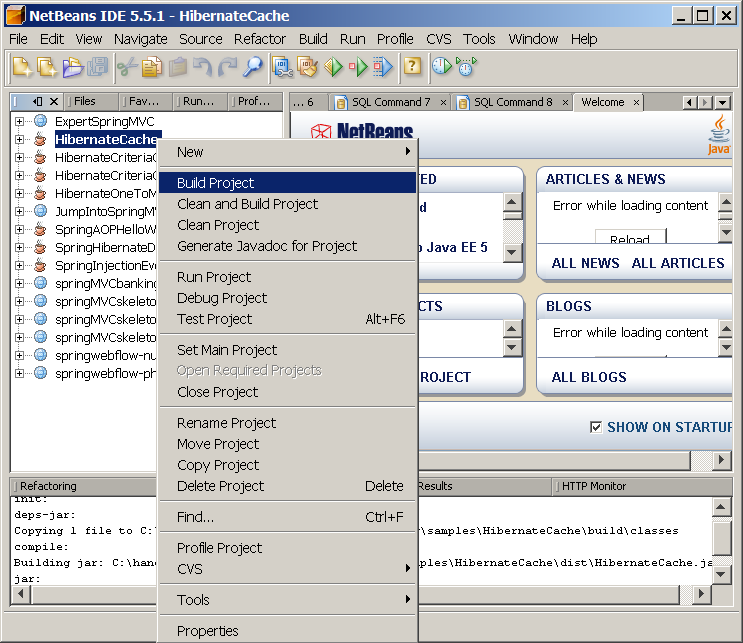 NetBeans IDE 5.5.1 - HibernateCache
File Edit View Navigate Source Refactor Build Run Profile CVS Tools Window Help
Files Fav... Run... Prof...
... 6 SQL Command 7 SQL Command 8 Welcome
ExpertSpringMVC
HibernateCache
HibernateCriteria
HibernateCriteria
HibernateOneToM
JumpIntoSpringM
SpringAOPHelloW
SpringHibernateD
SpringInjectionEv
springMVCbanking
springMVCskeleto
springMVCskeleto
springMVCskeleto
springwebflow-nu
springwebflow-ph
New
Build Project
Clean and Build Project
Clean Project
Generate Javadoc for Project
Run Project
Debug Project
Test Project Alt+F6
Set Main Project
Open Required Projects
Close Project
Rename Project
Move Project
Copy Project
Delete Project Delete
Find... Ctrl+F
Profile Project
CVS
Tools
Properties
NetBeans
Java
ED
d
o Java EE 5
CTS
ROJECT
ARTICLES & NEWS
Error while loading content
Reload
ALL NEWS ALL ARTICLES
BLOGS
Error while loading content
ALL BLOGS
SHOW ON STARTUP
Refactoring
Results
HTTP Monitor
init:
deps-jar:
Copying 1 file to C:\
\samples\HibernateCache\build\classes
compile:
Building jar: C:\han
ples\HibernateCache\dist\HibernateCache.ja
jar: